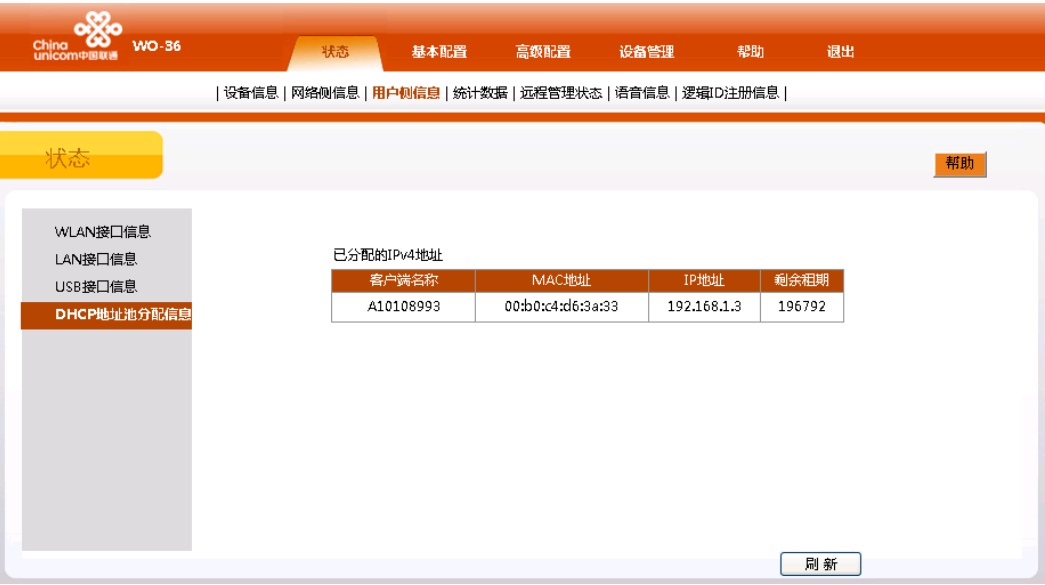 China
unicom中国联通
WO-36
状态 基本配置 高级配置 设备管理 帮助 退出
|设备信息|网络侧信息|用户侧信息|统计数据|远程管理状态|语音信息|逻辑ID注册信息|
状态
帮助
WLAN接口信息
LAN接口信息
USB接口信息
DHCP地址池分配信息
已分配的IPv4地址
客户端名称 MAC地址 IP地址 剩余租期
A10108993 00:b0:c4:d6:3a:33 192.168.1.3 196792
刷新